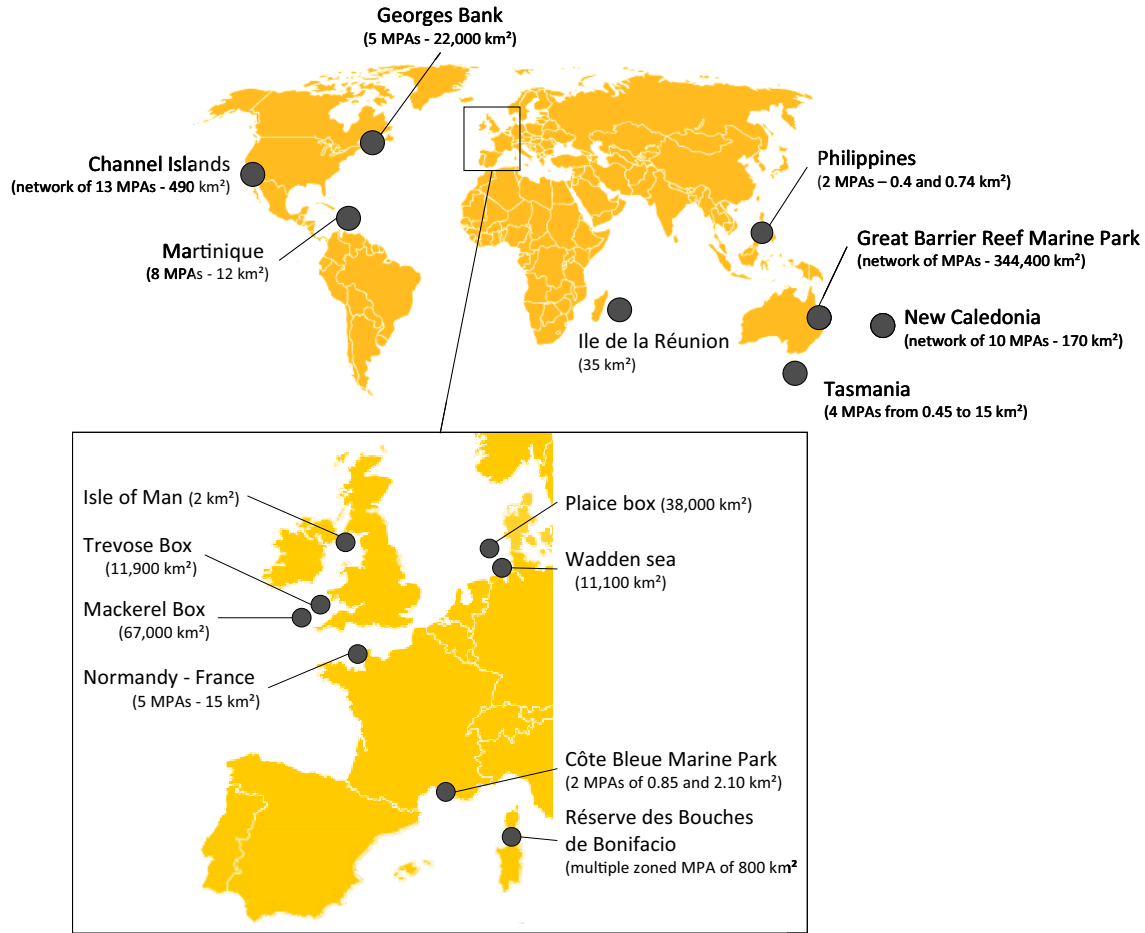 Georges Bank
(5 MPAs - 22,000 km²)
Channel Islands
(network of 13 MPAs - 490 km²)
Philippines
(2 MPAs – 0.4 and 0.74 km²)
Martinique
(8 MPAs - 12 km²)
Great Barrier Reef Marine Park
(network of MPAs - 344,400 km²)
New Caledonia
(network of 10 MPAs - 170 km²)
Ile de la Réunion
(35 km²)
Tasmania
(4 MPAs from 0.45 to 15 km²)
Isle of Man (2 km²)
Trevose Box
(11,900 km²)
Mackerel Box
(67,000 km²)
Normandy - France
(5 MPAs - 15 km²)
Plaice box (38,000 km²)
Wadden sea
(11,100 km²)
Côte Bleue Marine Park
(2 MPAs of 0.85 and 2.10 km²)
Réserve des Bouches
de Bonifacio
(multiple zoned MPA of 800 km²